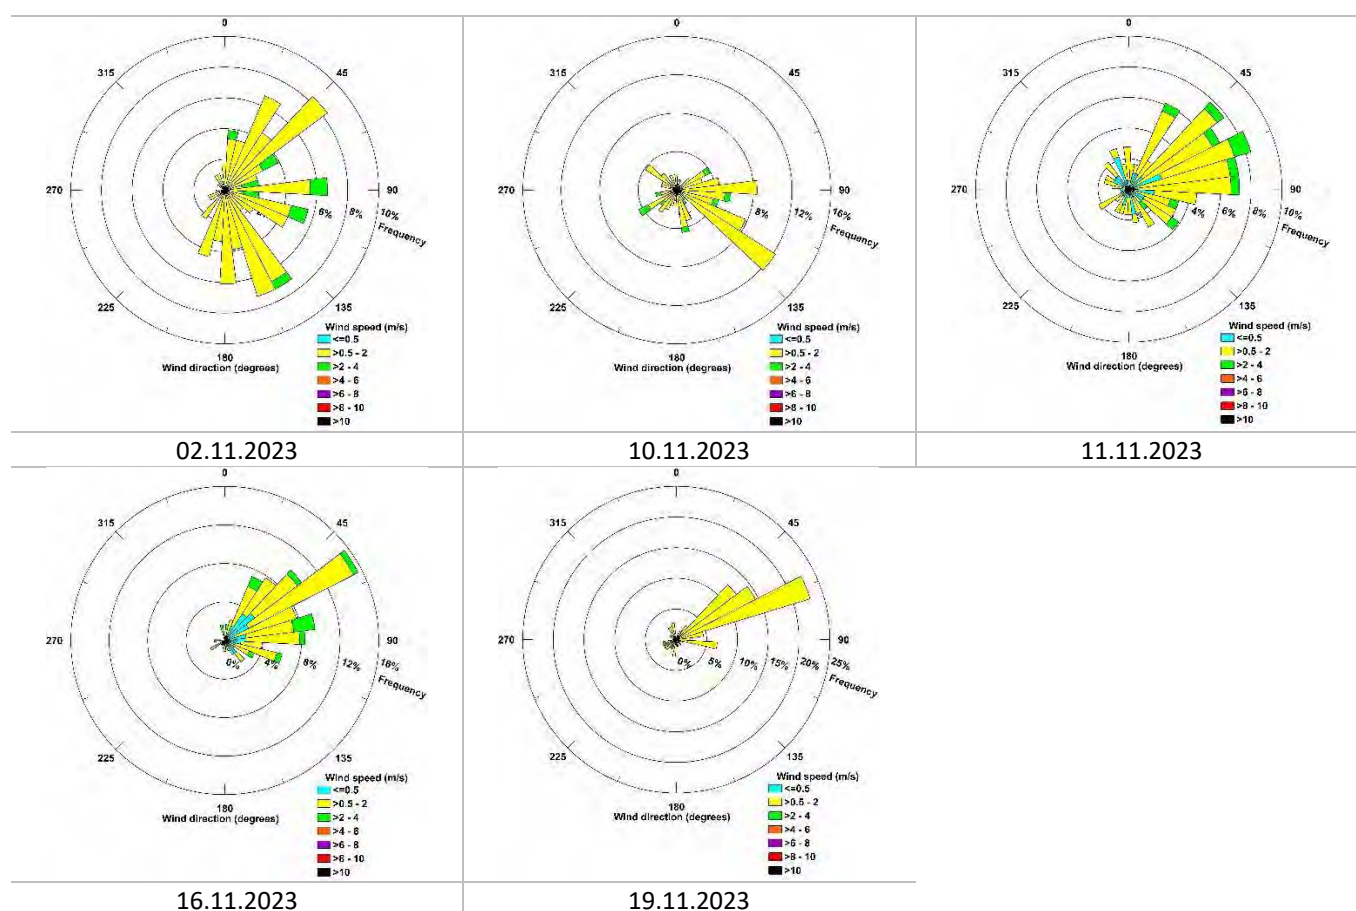 0
315
45
270
90
6%
8%
10%
Frequency
225
135
180
Wind direction (degrees)
Wind speed (m/s)
<=0.5
>0.5 - 2
>2 - 4
>4 - 6
>6 - 8
>8 - 10
>10
02.11.2023
0
315
45
270
90
8%
12%
16%
Frequency
225
135
180
Wind direction (degrees)
Wind speed (m/s)
<=0.5
>0.5 - 2
>2 - 4
>4 - 6
>6 - 8
>8 - 10
>10
10.11.2023
0
315
45
270
90
4%
6%
8%
10%
Frequency
225
135
180
Wind direction (degrees)
Wind speed (m/s)
<=0.5
>0.5 - 2
>2 - 4
>4 - 6
>6 - 8
>8 - 10
>10
11.11.2023
0
315
45
270
90
0%
4%
8%
12%
16%
Frequency
225
135
180
Wind direction (degrees)
Wind speed (m/s)
<=0.5
>0.5 - 2
>2 - 4
>4 - 6
>6 - 8
>8 - 10
>10
16.11.2023
0
315
45
270
90
0%
5%
10%
15%
20%
25%
Frequency
225
135
180
Wind direction (degrees)
Wind speed (m/s)
<=0.5
>0.5 - 2
>2 - 4
>4 - 6
>6 - 8
>8 - 10
>10
19.11.2023